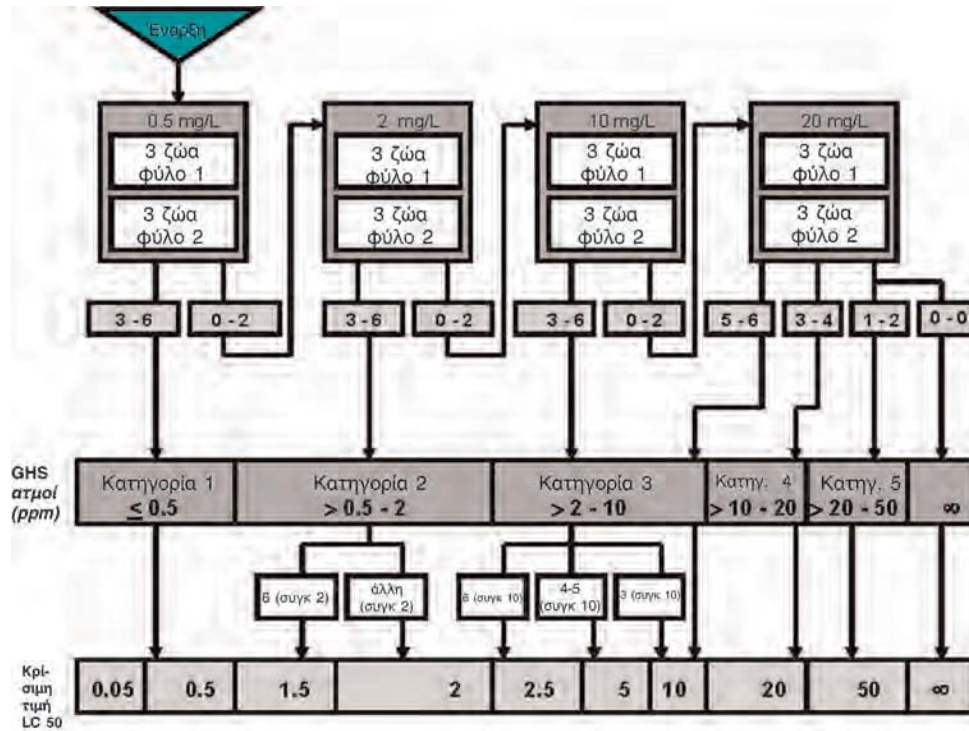 Έναρξη
0.5 mg/L
2 mg/L
10 mg/L
20 mg/L
3 ζώα
φύλο 1
3 ζώα
φύλο 1
3 ζώα
φύλο 1
3 ζώα
φύλο 1
3 ζώα
φύλο 2
3 ζώα
φύλο 2
3 ζώα
φύλο 2
3 ζώα
φύλο 2
3 - 6
0 - 2
3 - 6
0 - 2
3 - 6
0 - 2
5 - 6
3 - 4
1 - 2
0 - 0
GHS
ατμοί
(ppm)
Κατηγορία 1
≤ 0.5
Κατηγορία 2
> 0.5 - 2
Κατηγορία 3
> 2 - 10
Κατηγ. 4
> 10 - 20
Κατηγ. 5
> 20 - 50
∞
6 (συγκ 2)
άλλη
(συγκ 2)
6 (συγκ 10)
4-5
(συγκ 10)
3 (συγκ 10)
Κρί-
σιμη
τιμή
LC 50
0.05
0.5
1.5
2
2.5
5
10
20
50
∞